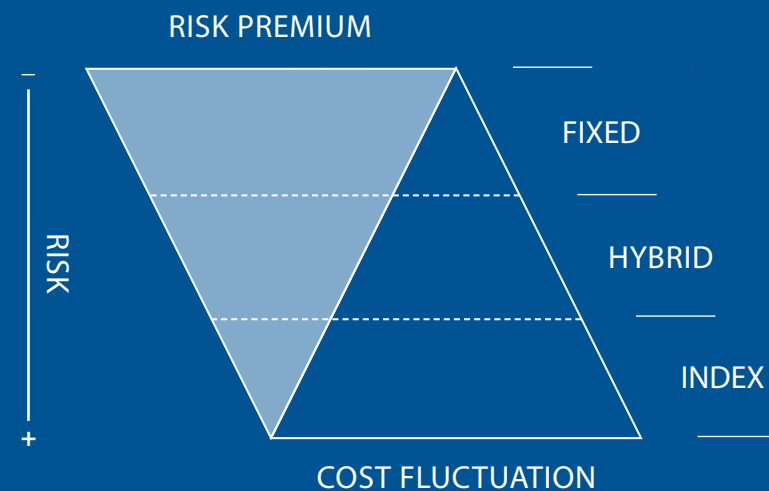 RISK PREMIUM
–
FIXED
HYBRID
RISK
INDEX
+
COST FLUCTUATION